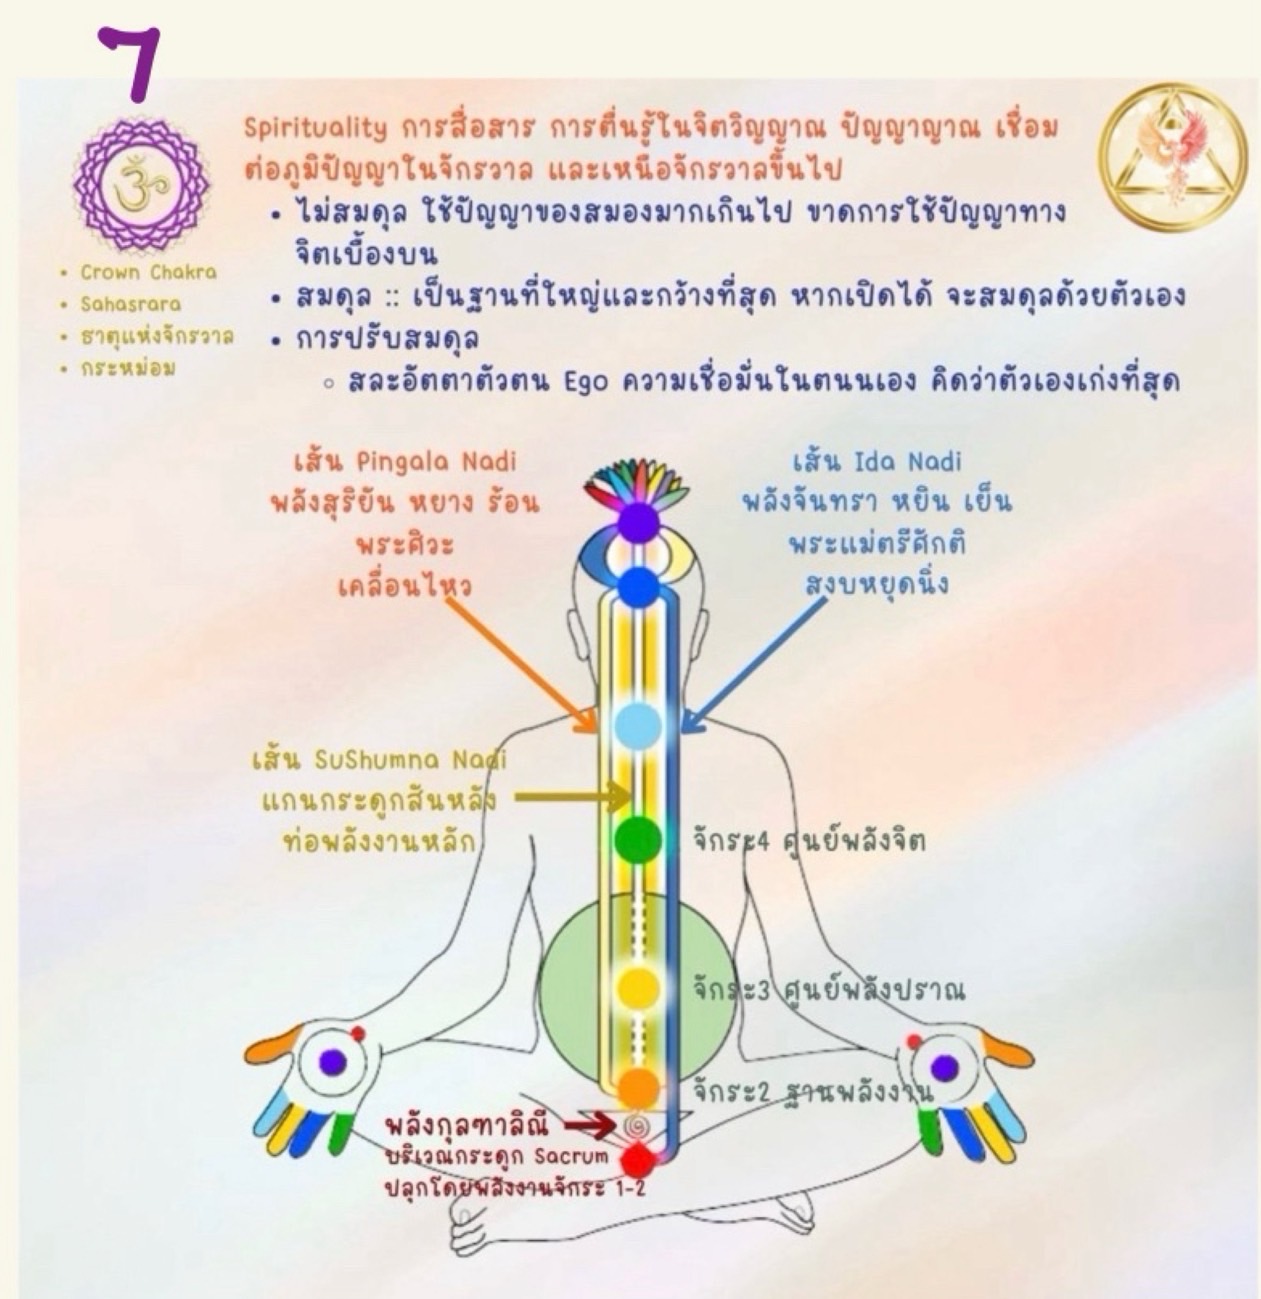 7
Spirituality การสื่อสาร การตื่นรู้ในจิตวิญญาณ ปัญญาญาณ เชื่อม
ต่อภูมิปัญญาในจักรวาล และเหนือจักรวาลขึ้นไป
• ไม่สมดุล ใช้ปัญญาของสมองมากเกินไป ขาดการใช้ปัญญาทาง
จิตเบื้องบน
• สมดุล :: เป็นฐานที่ใหญ่และกว้างที่สุด หากเปิดได้ จะสมดุลด้วยตัวเอง
• การปรับสมดุล
◦ สละอัตตาตัวตน Ego ความเชื่อมั่นในตนนเอง คิดว่าตัวเองเก่งที่สุด
ॐ
• Crown Chakra
• Sahasrara
• ธาตุแห่งจักรวาล
• กระหม่อม
เส้น Pingala Nadi
พลังสุริยัน หยาง ร้อน
พระศิวะ
เคลื่อนไหว
เส้น Ida Nadi
พลังจันทรา หยิน เย็น
พระแม่ตรีศักติ
สงบหยุดนิ่ง
เส้น SuShumna Nadi
แกนกระดูกสันหลัง
ท่อพลังงานหลัก
จักระ4 ศูนย์พลังจิต
จักระ3 ศูนย์พลังปราณ
จักระ2 ฐานพลังงาน
พลังกุลฑาลิณี
บริเวณกระดูก Sacrum
ปลุกโดยพลังงานจักระ 1-2